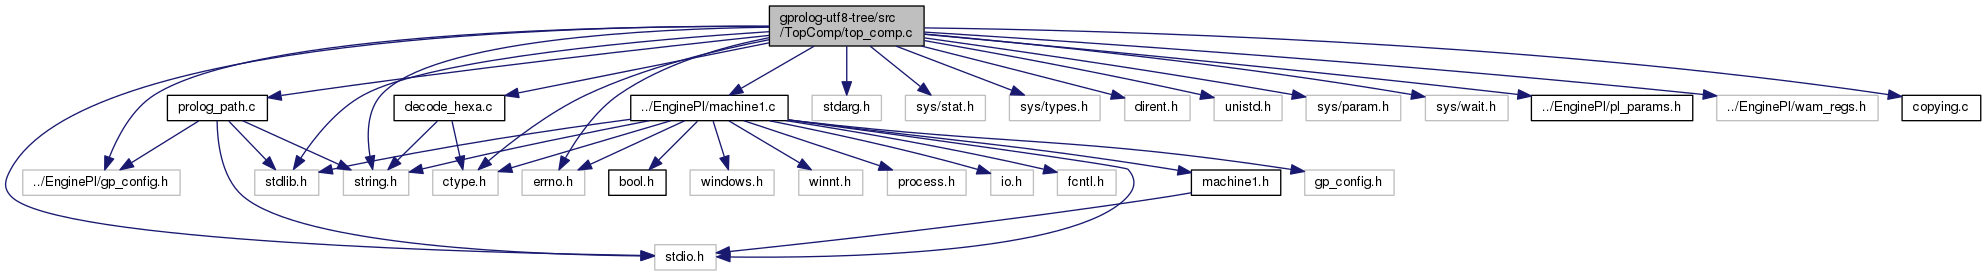 gprolog-utf8-tree/src
/TopComp/top_comp.c
prolog_path.c
decode_hexa.c
../EnginePl/machine1.c
stdarg.h
sys/stat.h
sys/types.h
dirent.h
unistd.h
sys/param.h
sys/wait.h
../EnginePl/pl_params.h
../EnginePl/wam_regs.h
copying.c
../EnginePl/gp_config.h
stdlib.h
string.h
ctype.h
errno.h
bool.h
windows.h
winnt.h
process.h
io.h
fcntl.h
machine1.h
gp_config.h
stdio.h